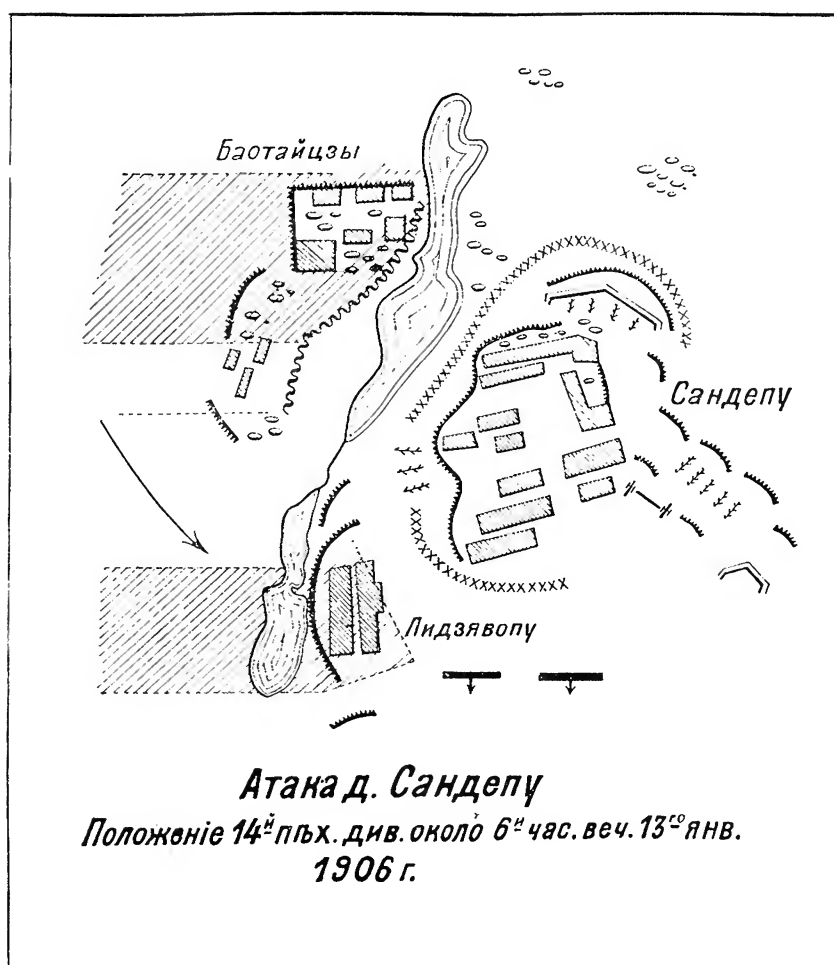 Баотайцзы
Сандепу
Лидзявопу
Атака д. Сандепу
Положеніе 14й пѣх. див. около 6и час. веч. 13го янв.
1906 г.